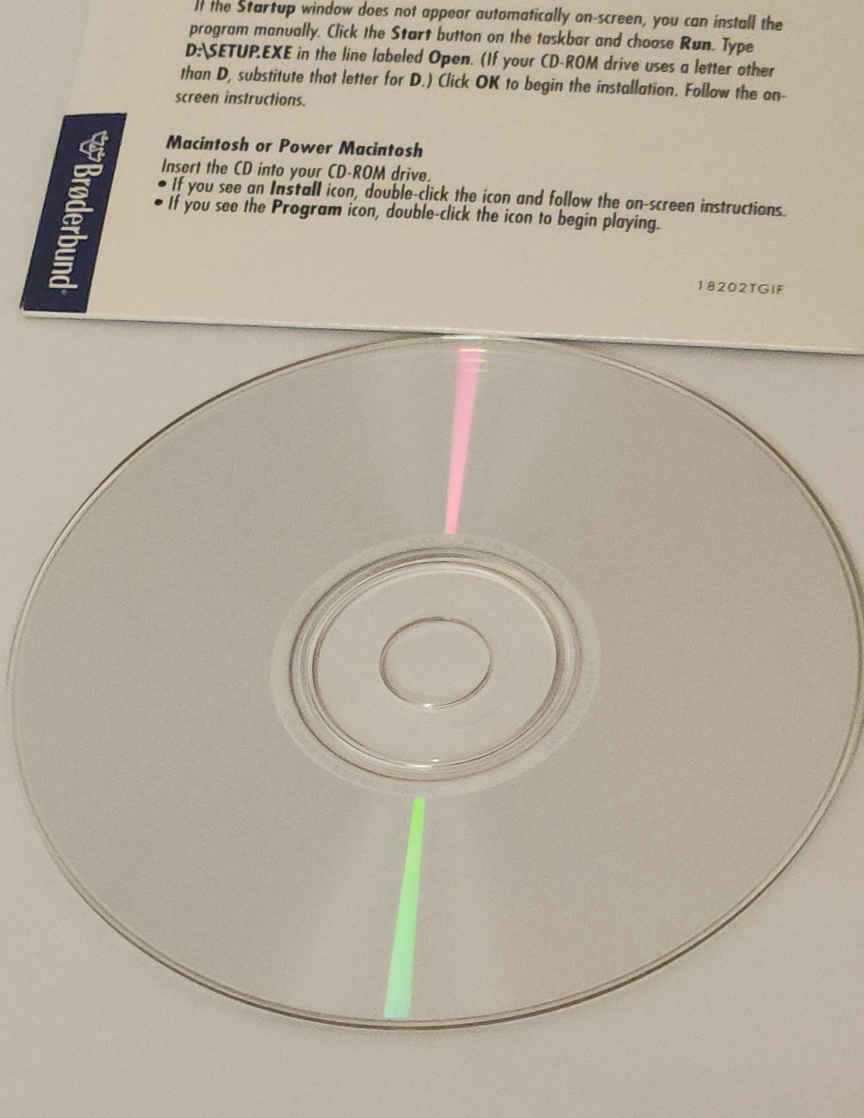 If the Startup window does not appear automatically on-screen, you can install the
program manually. Click the Start button on the taskbar and choose Run. Type
D:\SETUP.EXE in the line labeled Open. (If your CD-ROM drive uses a letter other
than D, substitute that letter for D.) Click OK to begin the installation. Follow the on-
screen instructions.
Macintosh or Power Macintosh
Insert the CD into your CD-ROM drive.
• If you see an Install icon, double-click the icon and follow the on-screen instructions.
• If you see the Program icon, double-click the icon to begin playing.
Brøderbund®
18202TGIF